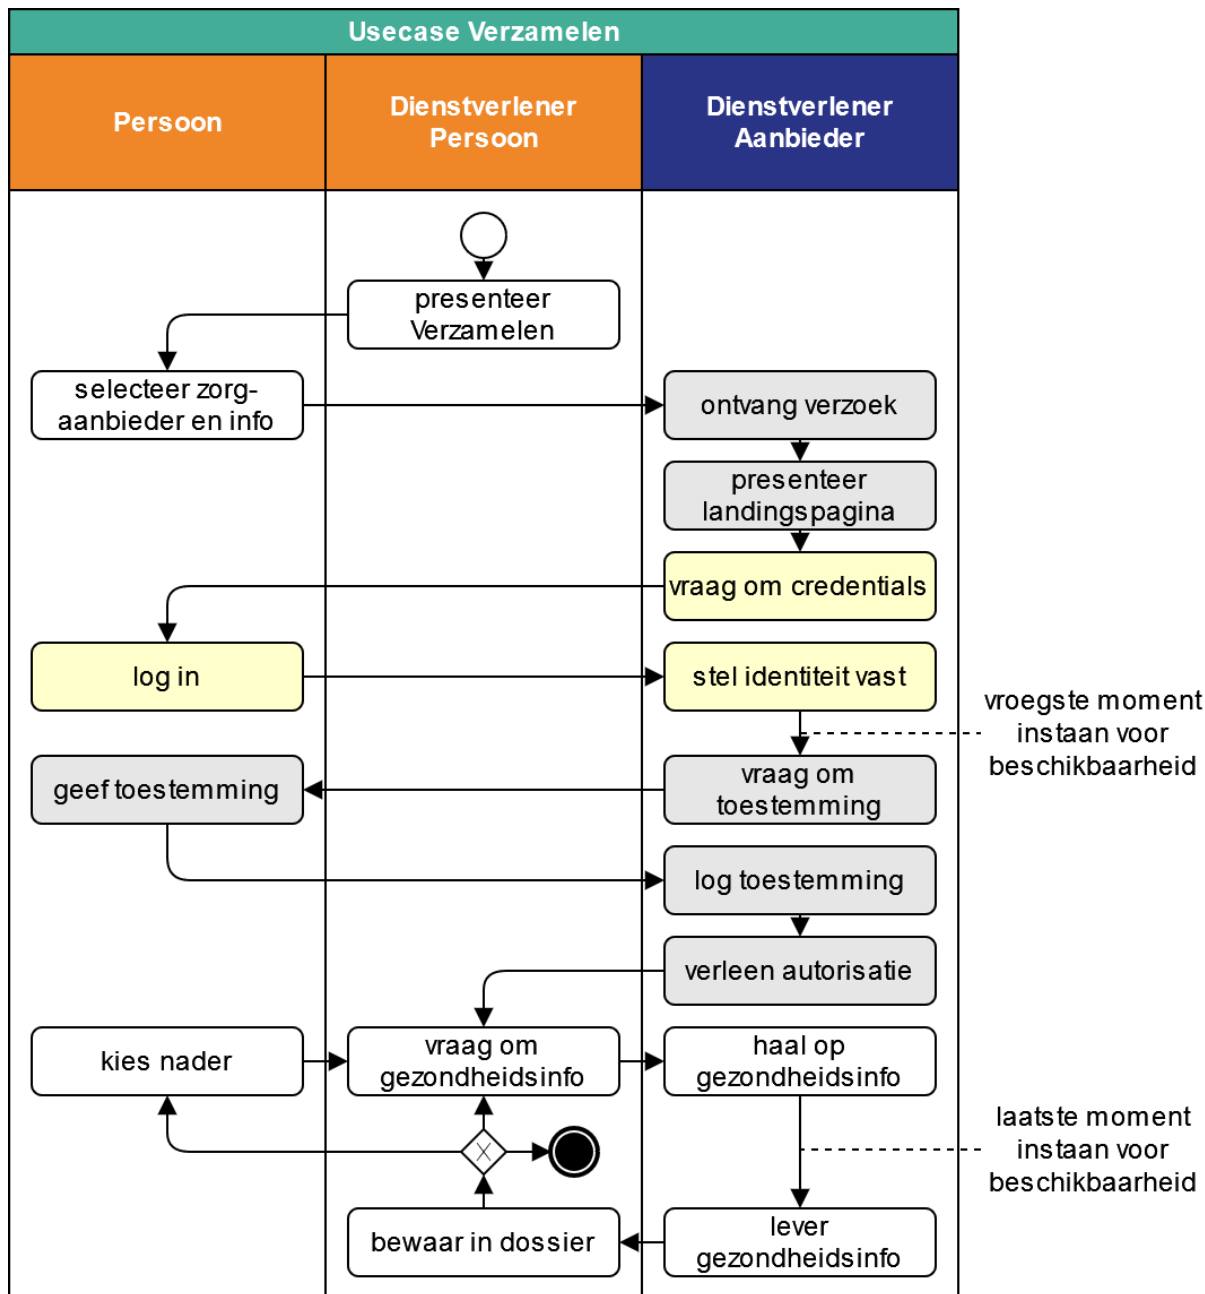 Usecase Verzamelen
Persoon
Dienstverlener
Persoon
Dienstverlener
Aanbieder
presenteer
Verzamelen
selecteer zorg-
aanbieder en info
ontvang verzoek
presenteer
landingspagina
vraag om credentials
log in
stel identiteit vast
vroegste moment
instaan voor
beschikbaarheid
geef toestemming
vraag om
toestemming
log toestemming
verleen autorisatie
kies nader
vraag om
gezondheidsinfo
haal op
gezondheidsinfo
laatste moment
instaan voor
beschikbaarheid
bewaar in dossier
lever
gezondheidsinfo